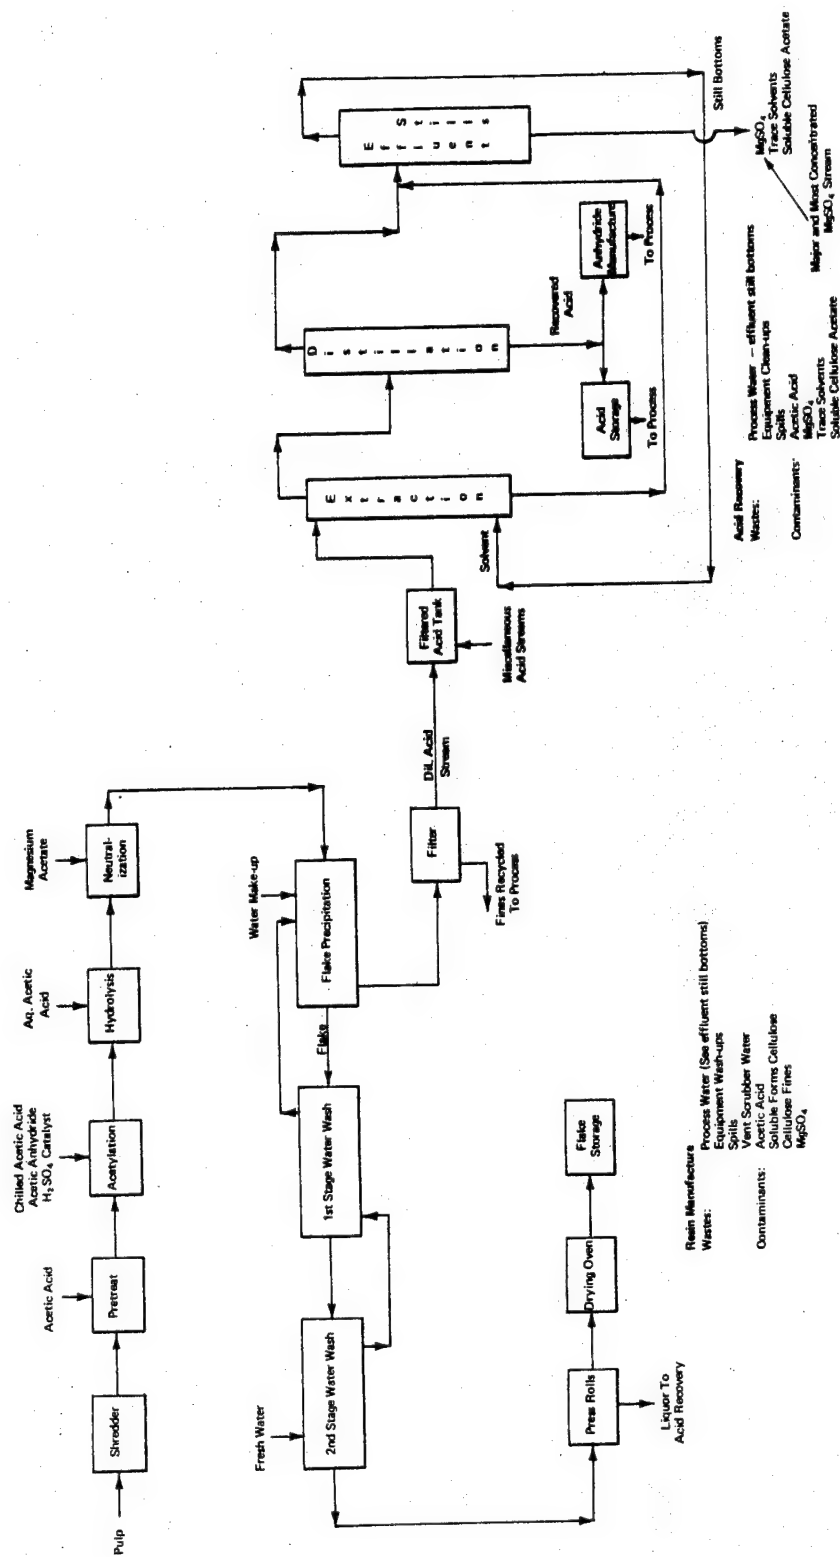 Pulp
Shredder
Acetic Acid
Pretreat
Chilled Acetic Acid
Acetic Anhydride
H₂SO₄ Catalyst
Acetylation
Aq. Acetic
Acid
Hydrolysis
Magnesium
Acetate
Neutral-
ization
Fresh Water
2nd Stage Water Wash
1st Stage Water Wash
Flake
Water Make-up
Flake Precipitation
Filter
Fines Recycled
To Process
Dil. Acid
Stream
Filtered
Acid Tank
Miscellaneous
Acid Streams
Solvent
Extraction
Distillation
Effluent
Stills
Recovered
Acid
Acid
Storage
To Process
Anhydride
Manufacture
To Process
Still Bottoms
MgSO₄
Trace Solvents
Soluble Cellulose Acetate
Major and Most Concentrated
MgSO₄ Stream
Press Rolls
Liquor To
Acid Recovery
Drying Oven
Flake
Storage
Resin Manufacture
Wastes: Process Water (See effluent still bottoms)
Equipment Wash-ups
Spills
Vent Scrubber Water
Contaminants: Acetic Acid
Soluble Forms Cellulose
Cellulose Fines
MgSO₄
Acid Recovery
Wastes: Process Water — effluent still bottoms
Equipment Clean-ups
Spills
Contaminants: Acetic Acid
MgSO₄
Trace Solvents
Soluble Cellulose Acetate